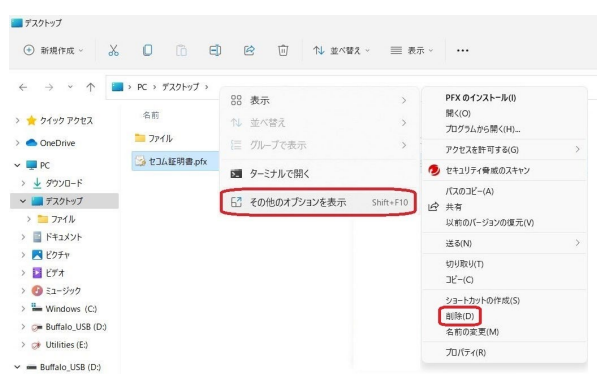 デスクトップ
新規作成
並べ替え
表示
PC › デスクトップ ›
クイック アクセス
OneDrive
PC
ダウンロード
デスクトップ
ファイル
ドキュメント
ピクチャ
ビデオ
ミュージック
Windows (C:)
Buffalo_USB (D:)
Utilities (E:)
Buffalo_USB (D:)
名前
ファイル
セコム証明書.pfx
表示
並べ替え
グループで表示
ターミナルで開く
その他のオプションを表示 Shift+F10
PFX のインストール(I)
開く(O)
プログラムから開く(H)...
アクセスを許可する(G)
セキュリティ脅威のスキャン
パスのコピー(A)
共有
以前のバージョンの復元(V)
送る(N)
切り取り(T)
コピー(C)
ショートカットの作成(S)
削除(D)
名前の変更(M)
プロパティ(R)